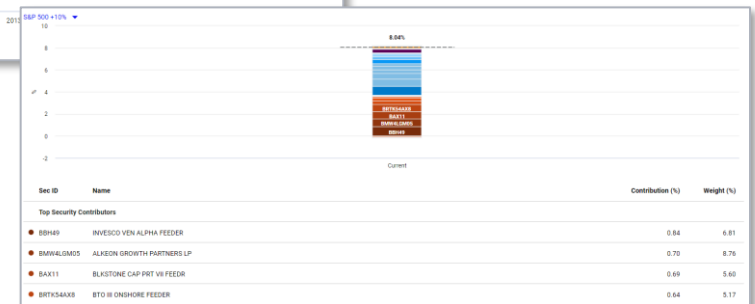 2013
S&P 500 +10%
10
8.04%
8
6
%
4
BRTK54AX8
2
BAX11
BMW4LGM05
0
BBH49
-2
Current
Sec ID Name Contribution (%) Weight (%)
Top Security Contributors
BBH49 INVESCO VEN ALPHA FEEDER 0.84 6.81
BMW4LGM05 ALKEON GROWTH PARTNERS LP 0.70 8.76
BAX11 BLKSTONE CAP PRT VII FEEDR 0.69 5.60
BRTK54AX8 BTO III ONSHORE FEEDER 0.64 5.17